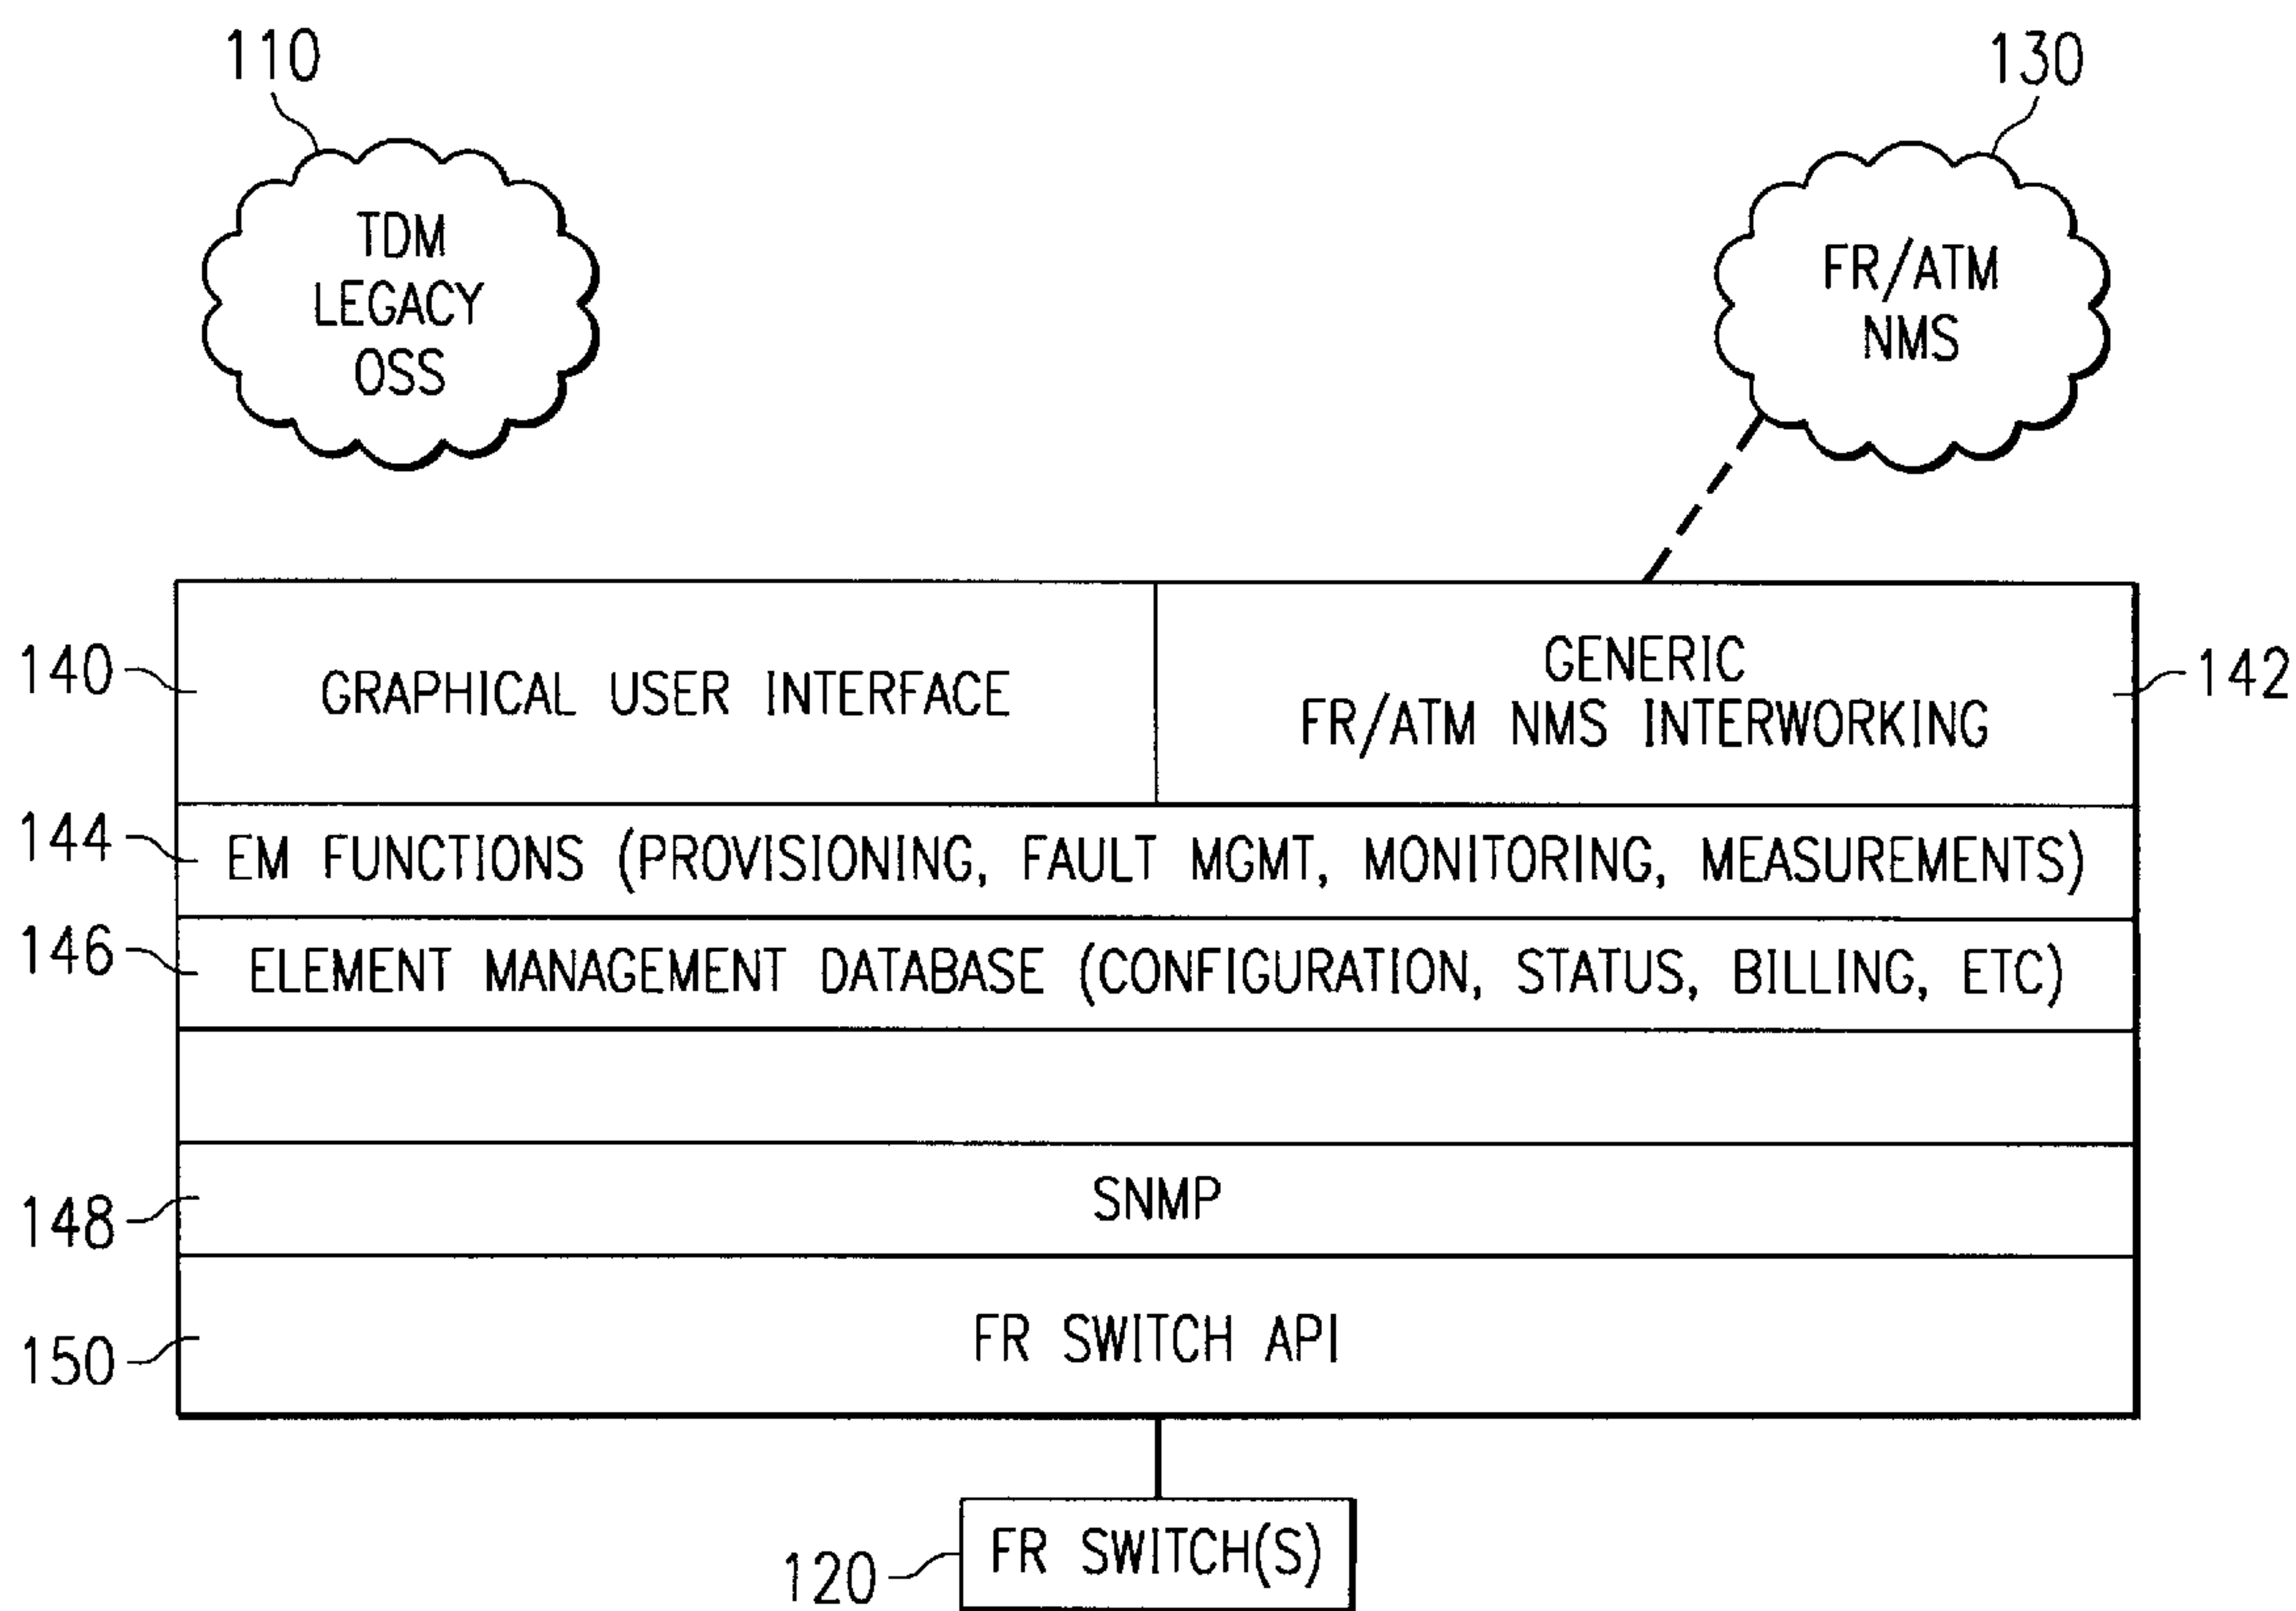 110
130
TDM
LEGACY
OSS
FR/ATM
NMS
140
GRAPHICAL USER INTERFACE
GENERIC
FR/ATM NMS INTERWORKING
142
144
EM FUNCTIONS (PROVISIONING, FAULT MGMT, MONITORING, MEASUREMENTS)
146
ELEMENT MANAGEMENT DATABASE (CONFIGURATION, STATUS, BILLING, ETC)
148
SNMP
150
FR SWITCH API
120
FR SWITCH(S)